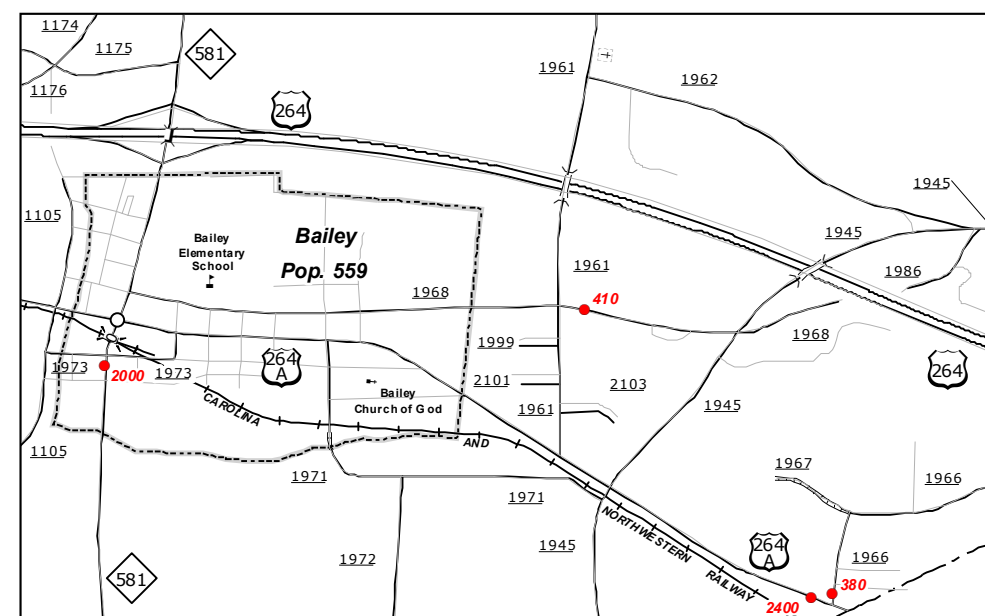 1174
1175
581
1961
1962
1176
264
1945
1105
Bailey
Elementary
School
Bailey
Pop. 559
1945
1961
1986
1968
410
1999
1968
264
A
264
1973
2000
1973
2101
2103
Bailey
Church of God
1961
1945
CAROLINA
AND
1105
1971
1967
1966
1971
NORTHWESTERN
RAILWAY
1972
1945
264
A
1966
581
380
2400